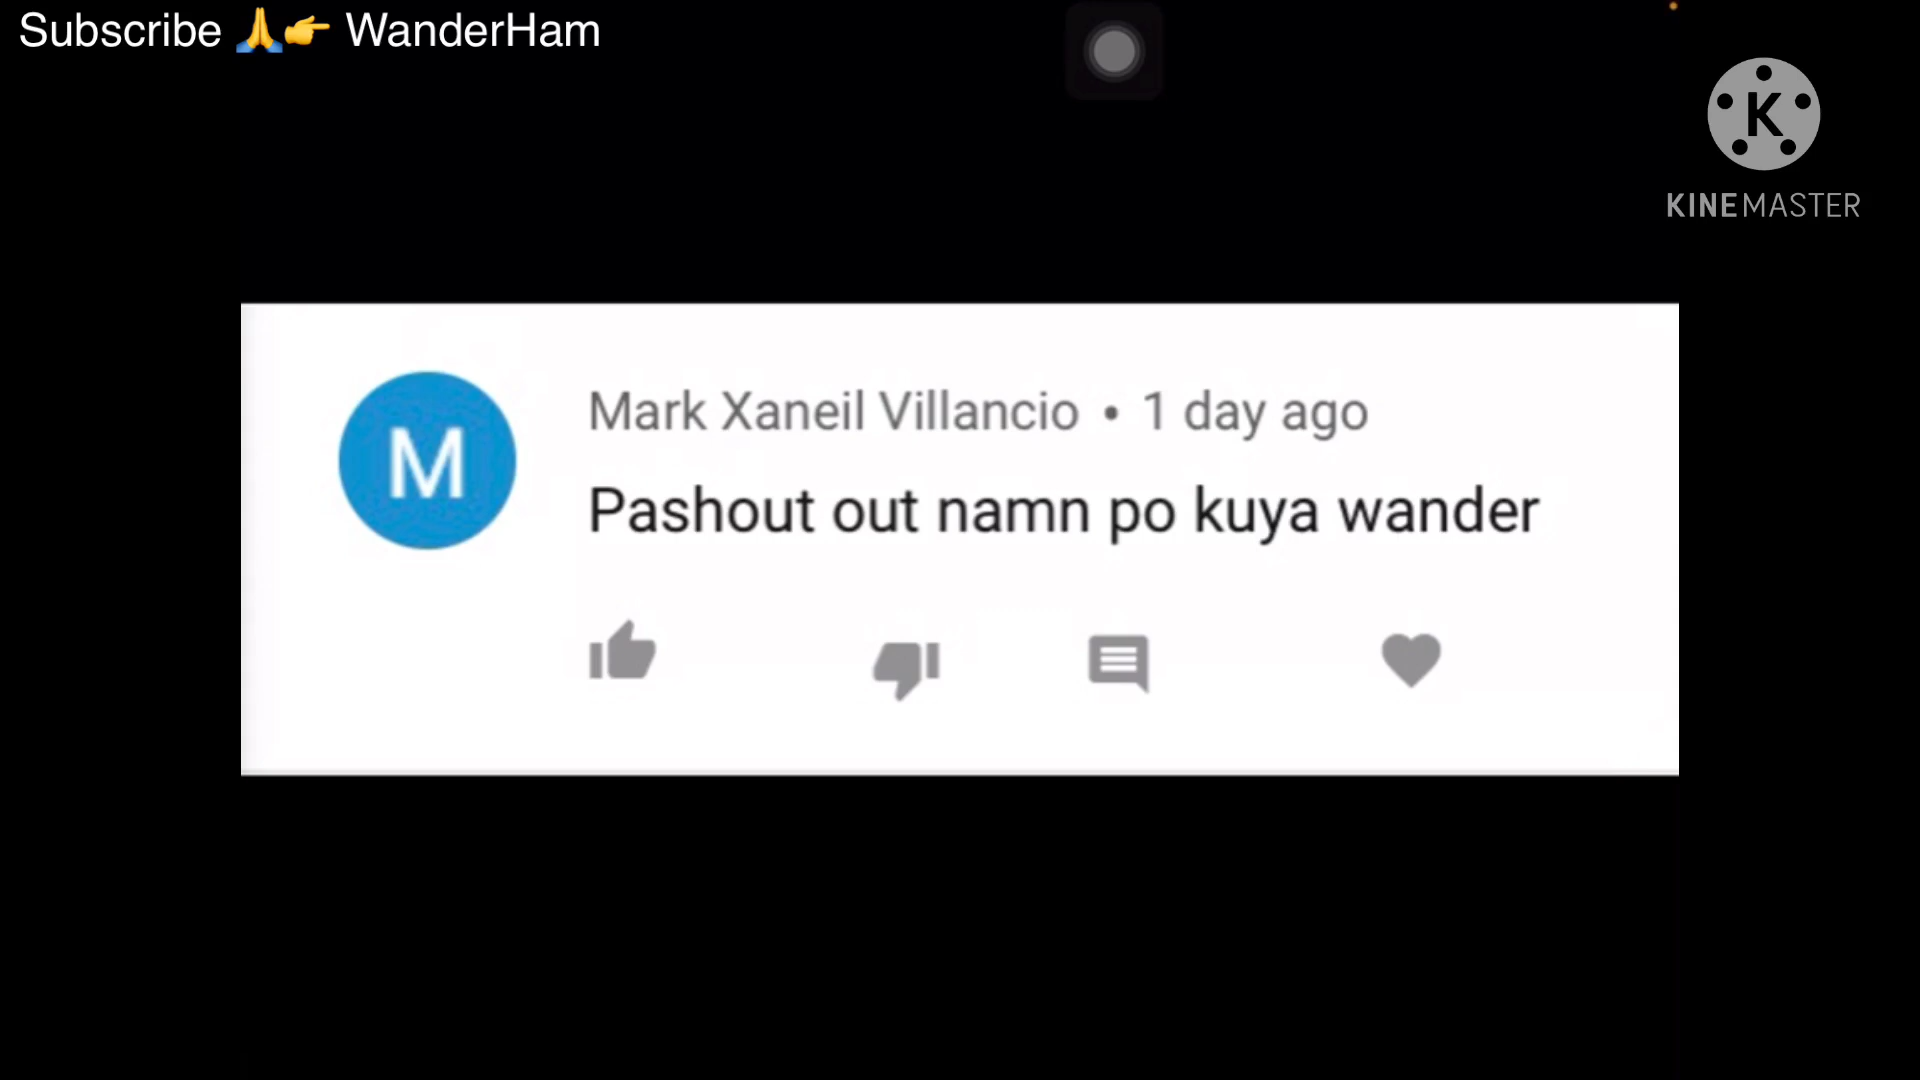 Subscribe 🙏👉 WanderHam
K
KINEMASTER
M
Mark Xaneil Villancio • 1 day ago
Pashout out namn po kuya wander